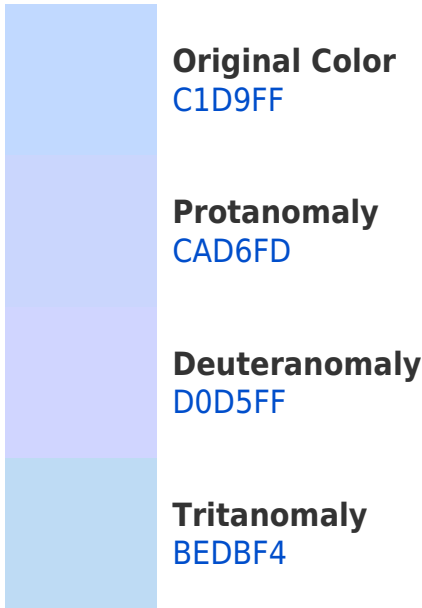 Original Color
C1D9FF
Protanomaly
CAD6FD
Deuteranomaly
D0D5FF
Tritanomaly
BEDBF4